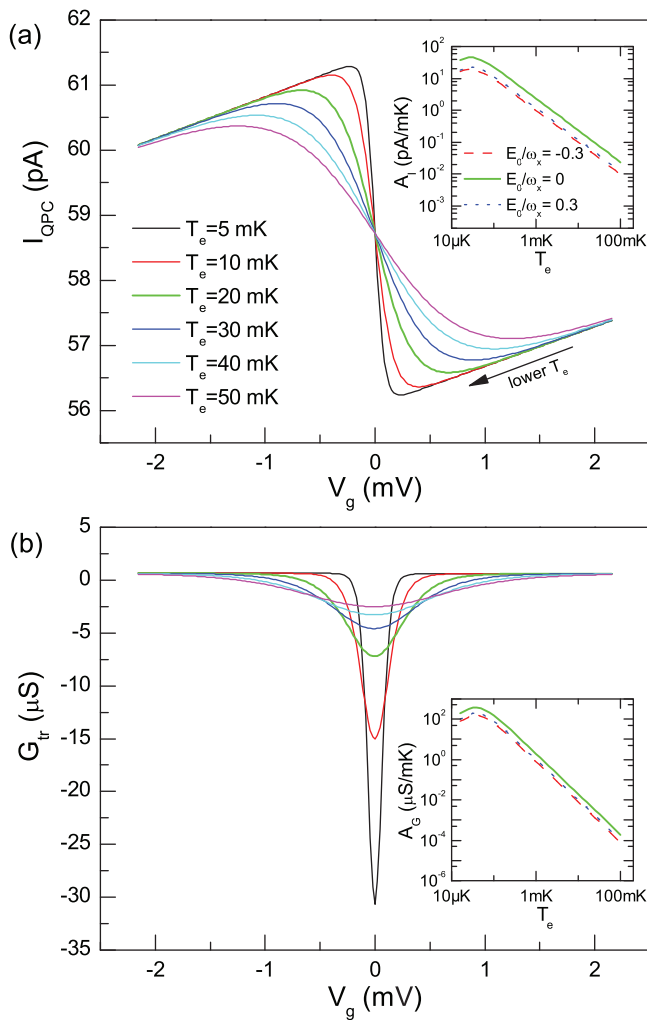 (a)
62
61
60
59
58
57
56
I_QPC (pA)
T_e=5 mK
T_e=10 mK
T_e=20 mK
T_e=30 mK
T_e=40 mK
T_e=50 mK
lower T_e
-2 -1 0 1 2
V_g (mV)
10^2
10^1
10^0
10^-1
10^-2
10^-3
A_I (pA/mK)
E_0/ω_x= -0.3
E_0/ω_x= 0
E_0/ω_x= 0.3
10μK 1mK 100mK
T_e
(b)
5
0
-5
-10
-15
-20
-25
-30
-35
G_tr (μS)
-2 -1 0 1 2
V_g (mV)
10^2
10^0
10^-2
10^-4
10^-6
A_G (μS/mK)
10μK 1mK 100mK
T_e